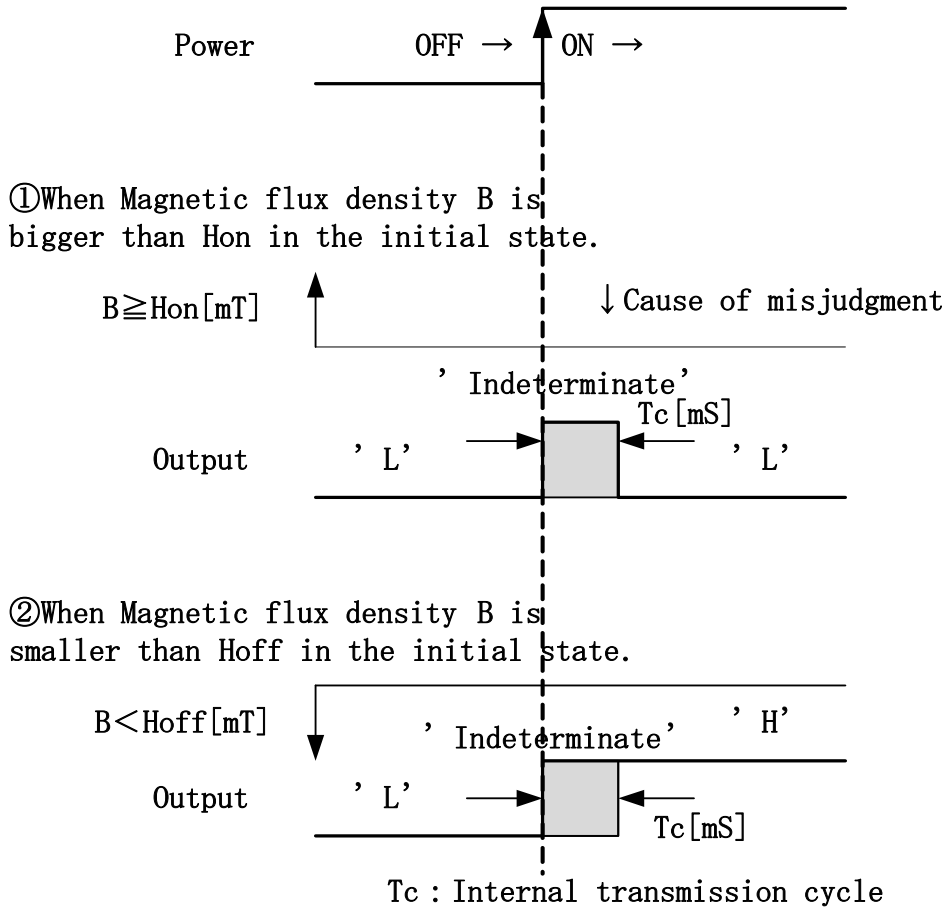 Power OFF → ON →
①When Magnetic flux density B is
bigger than Hon in the initial state.
B≧Hon[mT] ↓Cause of misjudgment
’Indeterminate’
Tc[mS]
Output ’L’ ’L’
②When Magnetic flux density B is
smaller than Hoff in the initial state.
B<Hoff[mT] ’Indeterminate’ ’H’
Output ’L’
Tc[mS]
Tc：Internal transmission cycle